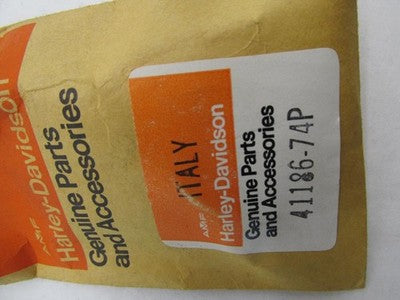 AMF
Harley-Davidson
Genuine Parts
and Accessories
ITALY
AMF
Harley-Davidson
Genuine Parts
and Accessories
41186-74P